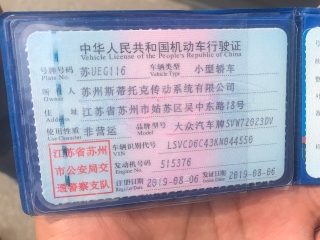 中华人民共和国机动车行驶证
Vehicle License of the People's Republic of China
号牌号码 苏UEG116 车辆类型 小型轿车
Plate No. Vehicle Type
所有人 苏州斯蒂托克传动系统有限公司
Owner
住址 江苏省苏州市姑苏区吴中东路18号
Address
使用性质 非营运 品牌型号 大众汽车牌SVW72023DV
Use Character Model
江苏省苏州
市公安局交
通警察支队
车辆识别代号 LSVCD6C43KN044550
VIN
发动机号码 515376
Engine No.
注册日期 2019-08-06 发证日期 2019-08-06
Register Date Issue Date